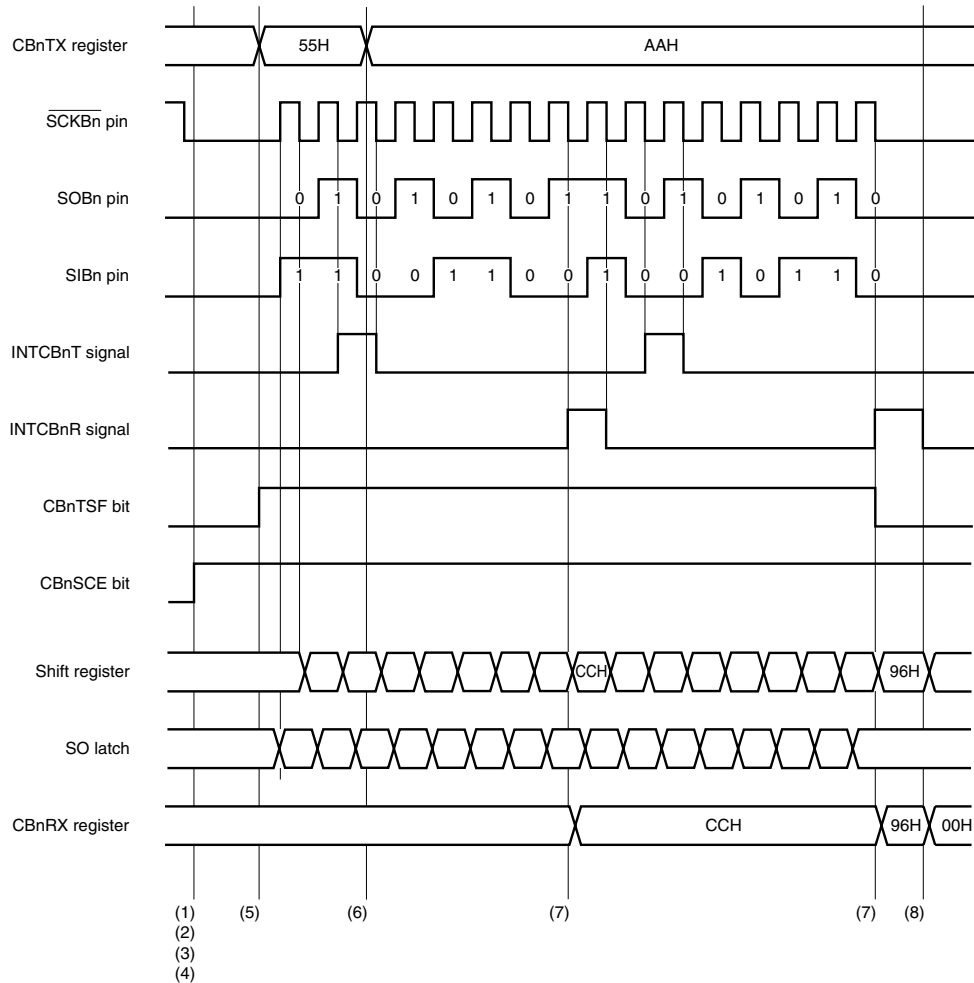 CBnTX register 55H AAH
SCKBn pin
SOBn pin 0 1 0 1 0 1 0 1 1 0 1 0 1 0 1 0
SIBn pin 1 1 0 0 1 1 0 0 1 0 0 1 0 1 1 0
INTCBnT signal
INTCBnR signal
CBnTSF bit
CBnSCE bit
Shift register CCH 96H
SO latch
CBnRX register CCH 96H 00H
(1) (5) (6) (7) (7) (8)
(2)
(3)
(4)